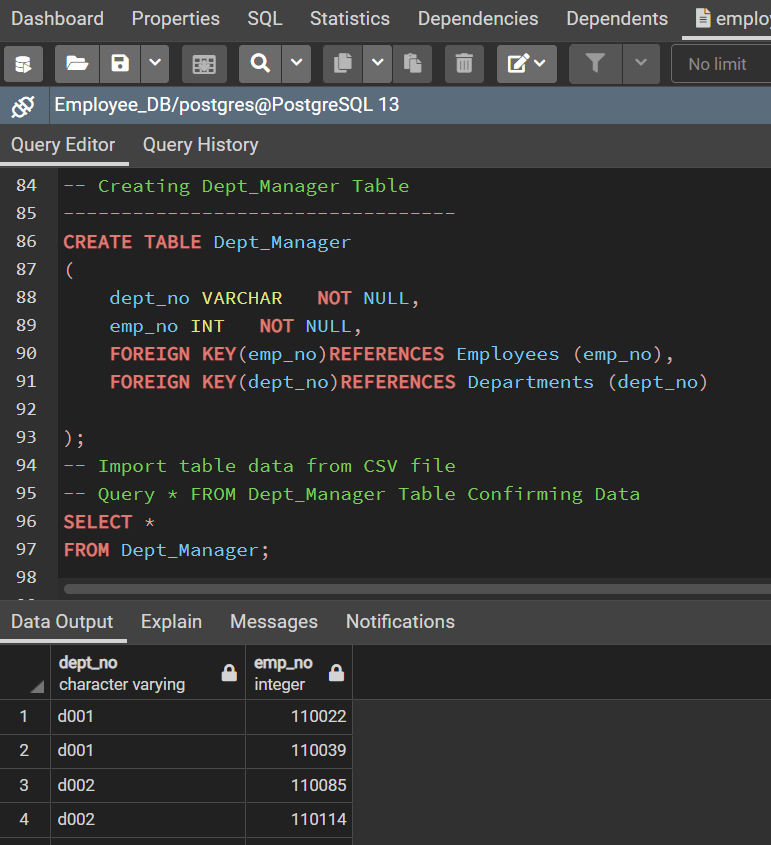 Dashboard Properties SQL Statistics Dependencies Dependents emplo
No limit
Employee_DB/postgres@PostgreSQL 13
Query Editor Query History
84 -- Creating Dept_Manager Table
85 ----------------------------------
86 CREATE TABLE Dept_Manager
87 (
88 dept_no VARCHAR   NOT NULL,
89 emp_no INT   NOT NULL,
90 FOREIGN KEY(emp_no)REFERENCES Employees (emp_no),
91 FOREIGN KEY(dept_no)REFERENCES Departments (dept_no)
92
93 );
94 -- Import table data from CSV file
95 -- Query * FROM Dept_Manager Table Confirming Data
96 SELECT *
97 FROM Dept_Manager;
98
Data Output Explain Messages Notifications
dept_no emp_no
character varying integer
1 d001 110022
2 d001 110039
3 d002 110085
4 d002 110114